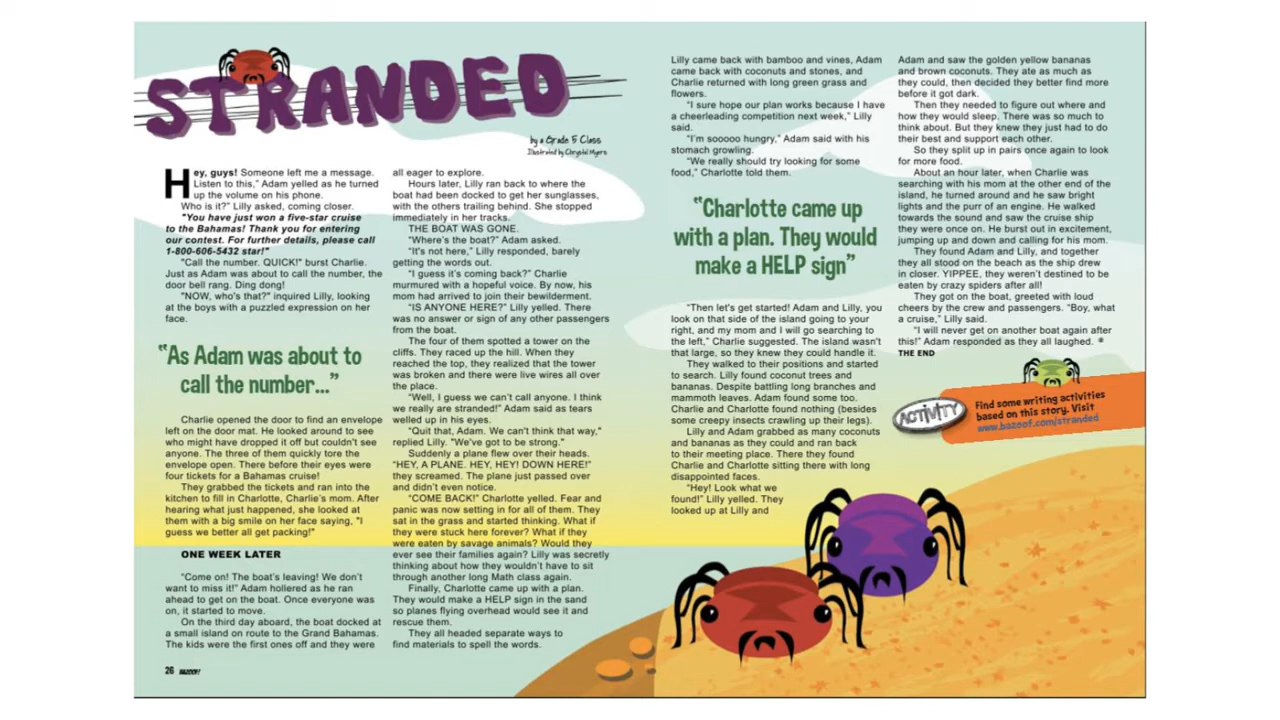 STRANDED
by a Grade 5 Class
Illustrated by Chrystal Myers
Hey, guys! Someone left me a message.
Listen to this," Adam yelled as he turned
up the volume on his phone.
Who is it?" Lilly asked, coming closer.
"You have just won a five-star cruise
to the Bahamas! Thank you for entering
our contest. For further details, please call
1-800-606-5432 star!"
"Call the number. QUICK!" burst Charlie.
Just as Adam was about to call the number, the
door bell rang. Ding dong!
"NOW, who's that?" inquired Lilly, looking
at the boys with a puzzled expression on her
face.
"As Adam was about to
call the number..."
Charlie opened the door to find an envelope
left on the door mat. He looked around to see
who might have dropped it off but couldn't see
anyone. The three of them quickly tore the
envelope open. There before their eyes were
four tickets for a Bahamas cruise!
They grabbed the tickets and ran into the
kitchen to fill in Charlotte, Charlie's mom. After
hearing what just happened, she looked at
them with a big smile on her face saying, "I
guess we better all get packing!"
ONE WEEK LATER
"Come on! The boat's leaving! We don't
want to miss it!" Adam hollered as he ran
ahead to get on the boat. Once everyone was
on, it started to move.
On the third day aboard, the boat docked at
a small island on route to the Grand Bahamas.
The kids were the first ones off and they were
26 BAZOOF!
all eager to explore.
Hours later, Lilly ran back to where the
boat had been docked to get her sunglasses,
with the others trailing behind. She stopped
immediately in her tracks.
THE BOAT WAS GONE.
"Where's the boat?" Adam asked.
"It's not here," Lilly responded, barely
getting the words out.
"I guess it's coming back?" Charlie
murmured with a hopeful voice. By now, his
mom had arrived to join their bewilderment.
"IS ANYONE HERE?" Lilly yelled. There
was no answer or sign of any other passengers
from the boat.
The four of them spotted a tower on the
cliffs. They raced up the hill. When they
reached the top, they realized that the tower
was broken and there were live wires all over
the place.
"Well, I guess we can't call anyone. I think
we really are stranded!" Adam said as tears
welled up in his eyes.
"Quit that, Adam. We can't think that way,"
replied Lilly. "We've got to be strong."
Suddenly a plane flew over their heads.
"HEY, A PLANE. HEY, HEY! DOWN HERE!"
they screamed. The plane just passed over
and didn't even notice.
"COME BACK!" Charlotte yelled. Fear and
panic was now setting in for all of them. They
sat in the grass and started thinking. What if
they were stuck here forever? What if they
were eaten by savage animals? Would they
ever see their families again? Lilly was secretly
thinking about how they wouldn't have to sit
through another long Math class again.
Finally, Charlotte came up with a plan.
They would make a HELP sign in the sand
so planes flying overhead would see it and
rescue them.
They all headed separate ways to
find materials to spell the words.
Lilly came back with bamboo and vines, Adam
came back with coconuts and stones, and
Charlie returned with long green grass and
flowers.
"I sure hope our plan works because I have
a cheerleading competition next week," Lilly
said.
"I'm sooooo hungry," Adam said with his
stomach growling.
"We really should try looking for some
food," Charlotte told them.
"Charlotte came up
with a plan. They would
make a HELP sign"
"Then let's get started! Adam and Lilly, you
look on that side of the island going to your
right, and my mom and I will go searching to
the left," Charlie suggested. The island wasn't
that large, so they knew they could handle it.
They walked to their positions and started
to search. Lilly found coconut trees and
bananas. Despite battling long branches and
mammoth leaves. Adam found some too.
Charlie and Charlotte found nothing (besides
some creepy insects crawling up their legs).
Lilly and Adam grabbed as many coconuts
and bananas as they could and ran back
to their meeting place. There they found
Charlie and Charlotte sitting there with long
disappointed faces.
"Hey! Look what we
found!" Lilly yelled. They
looked up at Lilly and
Adam and saw the golden yellow bananas
and brown coconuts. They ate as much as
they could, then decided they better find more
before it got dark.
Then they needed to figure out where and
how they would sleep. There was so much to
think about. But they knew they just had to do
their best and support each other.
So they split up in pairs once again to look
for more food.
About an hour later, when Charlie was
searching with his mom at the other end of the
island, he turned around and he saw bright
lights and the purr of an engine. He walked
towards the sound and saw the cruise ship
they were once on. He burst out in excitement,
jumping up and down and calling for his mom.
They found Adam and Lilly, and together
they all stood on the beach as the ship drew
in closer. YIPPEE, they weren't destined to be
eaten by crazy spiders after all!
They got on the boat, greeted with loud
cheers by the crew and passengers. "Boy, what
a cruise," Lilly said.
"I will never get on another boat again after
this!" Adam responded as they all laughed.
THE END
ACTIVITY
Find some writing activities
based on this story. Visit
www.bazoof.com/stranded